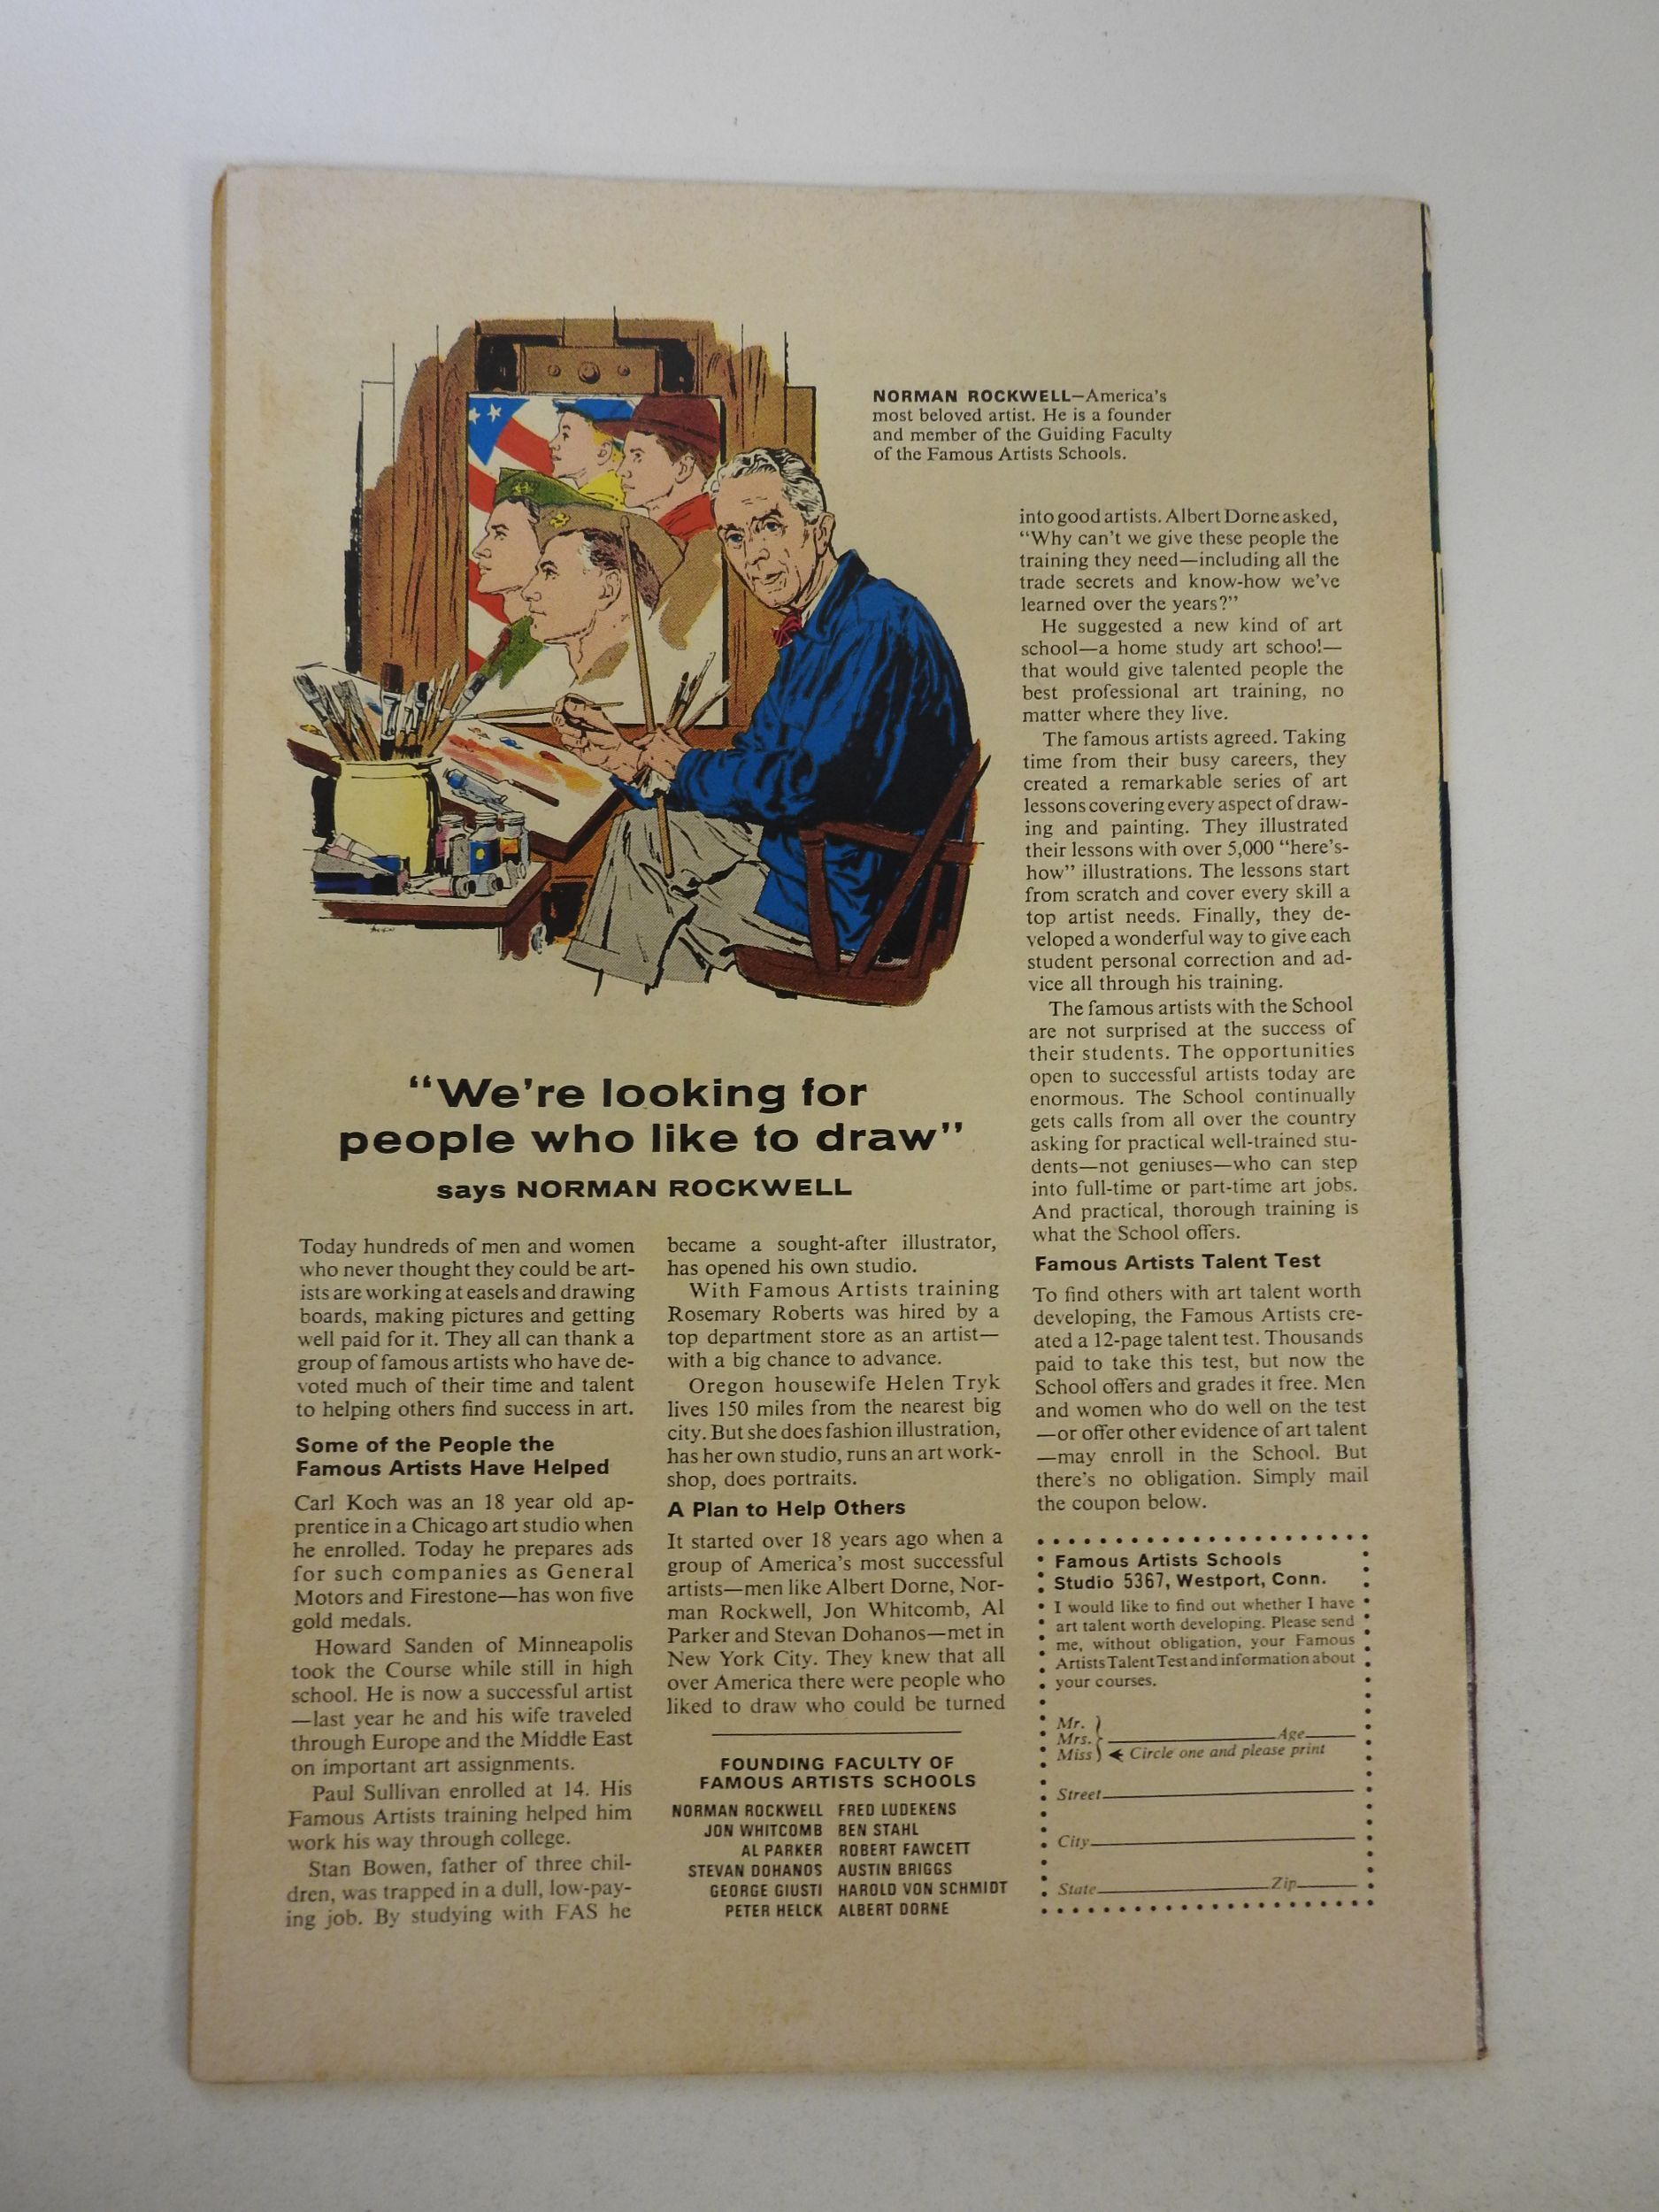 NORMAN ROCKWELL—America's
most beloved artist. He is a founder
and member of the Guiding Faculty
of the Famous Artists Schools.
"We're looking for
people who like to draw"
says NORMAN ROCKWELL
Today hundreds of men and women
who never thought they could be art-
ists are working at easels and drawing
boards, making pictures and getting
well paid for it. They all can thank a
group of famous artists who have de-
voted much of their time and talent
to helping others find success in art.
Some of the People the
Famous Artists Have Helped
Carl Koch was an 18 year old ap-
prentice in a Chicago art studio when
he enrolled. Today he prepares ads
for such companies as General
Motors and Firestone—has won five
gold medals.
Howard Sanden of Minneapolis
took the Course while still in high
school. He is now a successful artist
—last year he and his wife traveled
through Europe and the Middle East
on important art assignments.
Paul Sullivan enrolled at 14. His
Famous Artists training helped him
work his way through college.
Stan Bowen, father of three chil-
dren, was trapped in a dull, low-pay-
ing job. By studying with FAS he
became a sought-after illustrator,
has opened his own studio.
With Famous Artists training
Rosemary Roberts was hired by a
top department store as an artist—
with a big chance to advance.
Oregon housewife Helen Tryk
lives 150 miles from the nearest big
city. But she does fashion illustration,
has her own studio, runs an art work-
shop, does portraits.
A Plan to Help Others
It started over 18 years ago when a
group of America's most successful
artists—men like Albert Dorne, Nor-
man Rockwell, Jon Whitcomb, Al
Parker and Stevan Dohanos—met in
New York City. They knew that all
over America there were people who
liked to draw who could be turned
FOUNDING FACULTY OF
FAMOUS ARTISTS SCHOOLS
NORMAN ROCKWELL FRED LUDEKENS
JON WHITCOMB BEN STAHL
AL PARKER ROBERT FAWCETT
STEVAN DOHANOS AUSTIN BRIGGS
GEORGE GIUSTI HAROLD VON SCHMIDT
PETER HELCK ALBERT DORNE
into good artists. Albert Dorne asked,
"Why can't we give these people the
training they need—including all the
trade secrets and know-how we've
learned over the years?"
He suggested a new kind of art
school—a home study art school—
that would give talented people the
best professional art training, no
matter where they live.
The famous artists agreed. Taking
time from their busy careers, they
created a remarkable series of art
lessons covering every aspect of draw-
ing and painting. They illustrated
their lessons with over 5,000 "here's-
how" illustrations. The lessons start
from scratch and cover every skill a
top artist needs. Finally, they de-
veloped a wonderful way to give each
student personal correction and ad-
vice all through his training.
The famous artists with the School
are not surprised at the success of
their students. The opportunities
open to successful artists today are
enormous. The School continually
gets calls from all over the country
asking for practical well-trained stu-
dents—not geniuses—who can step
into full-time or part-time art jobs.
And practical, thorough training is
what the School offers.
Famous Artists Talent Test
To find others with art talent worth
developing, the Famous Artists cre-
ated a 12-page talent test. Thousands
paid to take this test, but now the
School offers and grades it free. Men
and women who do well on the test
—or offer other evidence of art talent
—may enroll in the School. But
there's no obligation. Simply mail
the coupon below.
Famous Artists Schools
Studio 5367, Westport, Conn.
I would like to find out whether I have
art talent worth developing. Please send
me, without obligation, your Famous
Artists Talent Test and information about
your courses.
Mr.
Mrs. Age
Miss Circle one and please print
Street
City
State Zip